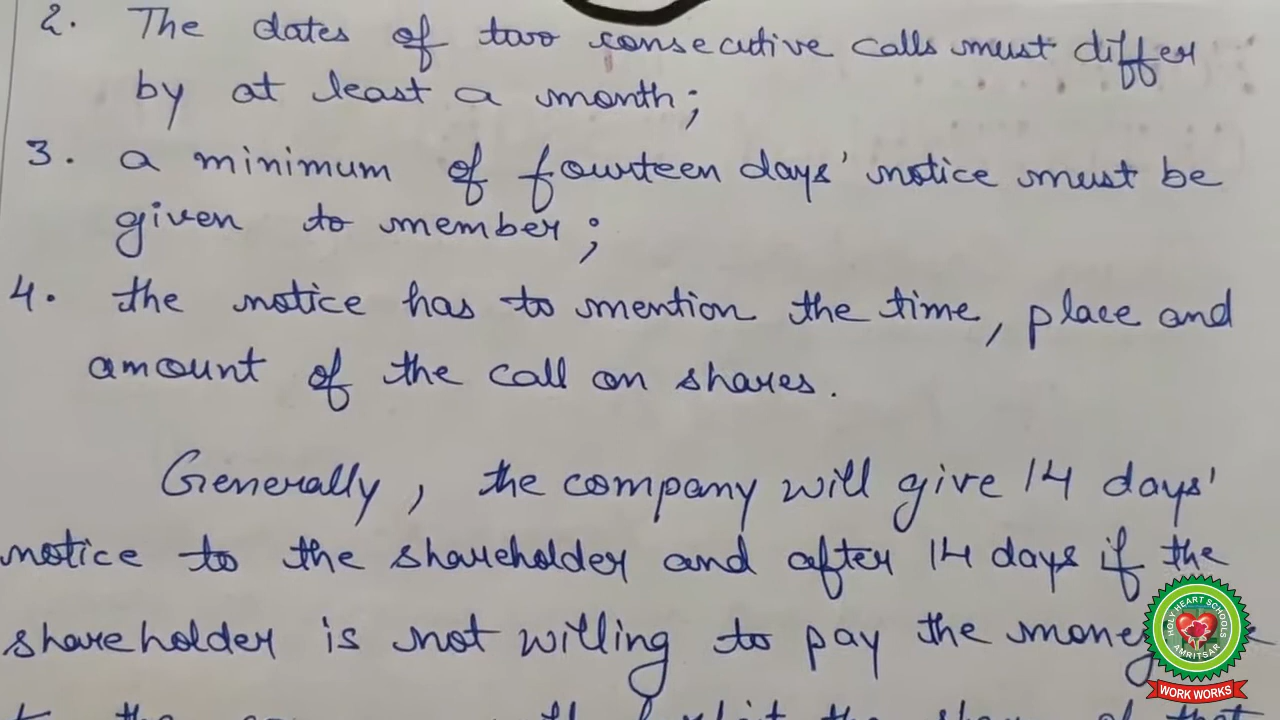 2. The dates of two consecutive calls must differ
by at least a month;
3. a minimum of fourteen days' notice must be
given to member;
4. the notice has to mention the time, place and
amount of the call on shares.
Generally, the company will give 14 days'
notice to the shareholder and after 14 days if the
shareholder is not willing to pay the money
HOLY HEART SCHOOLS
AMRITSAR
WORK WORKS